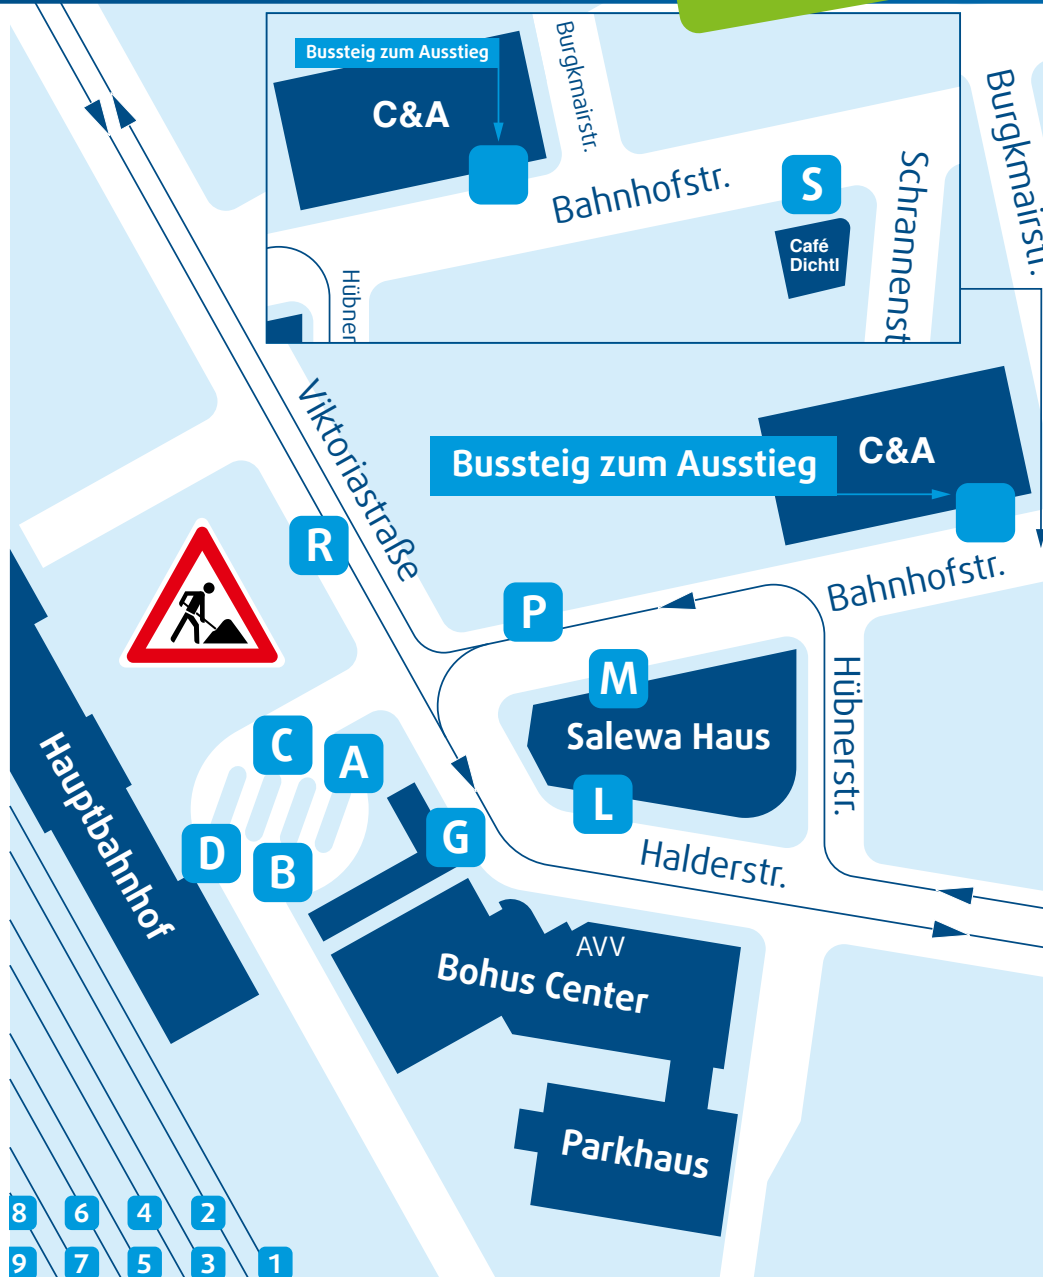 Bussteig zum Ausstieg
C&A
Burgkmairstr.
Bahnhofstr.
S
Café
Dichtl
Schrannenst
Hübner
Burgkmairstr.
Viktoriastraße
Bussteig zum Ausstieg
C&A
R
Bahnhofstr.
P
M
Salewa Haus
Hübnerstr.
C
A
L
Hauptbahnhof
D
B
G
Halderstr.
AVV
Bohus Center
Parkhaus
8
6
4
2
9
7
5
3
1